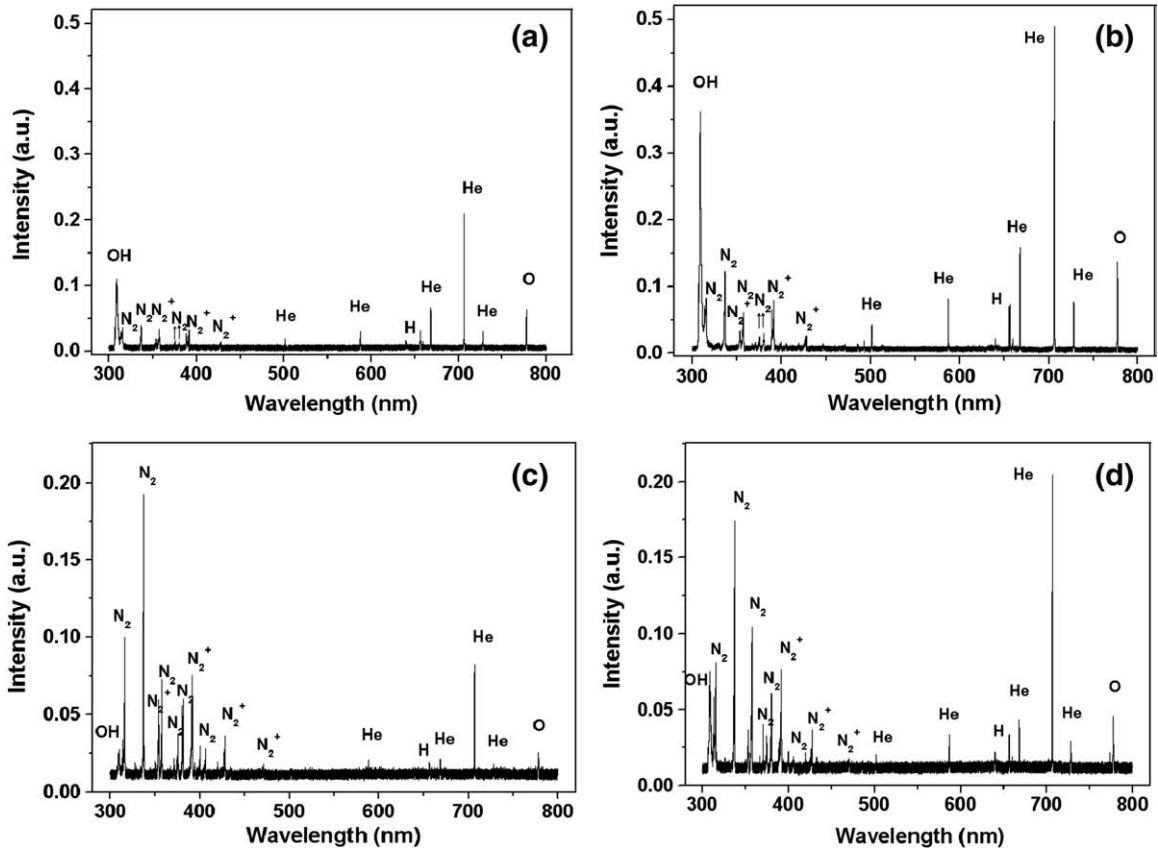 (a)
Intensity (a.u.)
0.5
0.4
0.3
0.2
0.1
0.0
OH
N2
N2
N2+
N2
N2+
N2+
He
He
H
He
He
He
O
300 400 500 600 700 800
Wavelength (nm)
(b)
Intensity (a.u.)
0.5
0.4
0.3
0.2
0.1
0.0
OH
N2
N2
N2+
N2
N2
N2+
N2+
He
He
H
He
He
He
O
300 400 500 600 700 800
Wavelength (nm)
(c)
Intensity (a.u.)
0.20
0.15
0.10
0.05
0.00
OH
N2
N2
N2+
N2
N2
N2
N2+
N2+
N2+
He
H
He
He
He
O
300 400 500 600 700 800
Wavelength (nm)
(d)
Intensity (a.u.)
0.20
0.15
0.10
0.05
0.00
OH
N2
N2
N2
N2
N2+
N2
N2+
N2+
He
He
H
He
He
He
O
300 400 500 600 700 800
Wavelength (nm)